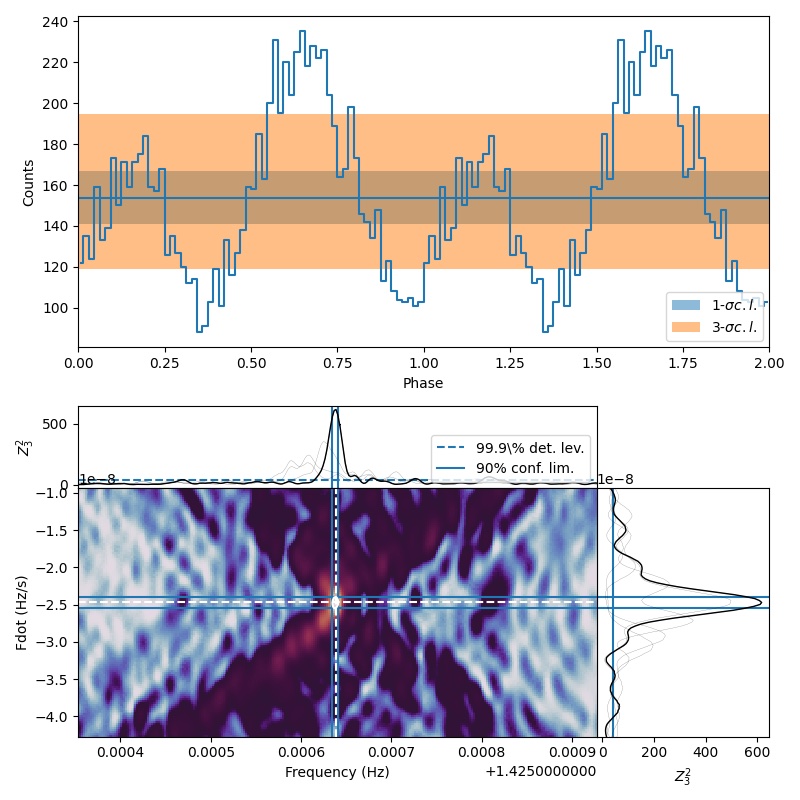 240
220
200
180
160
140
120
100
Counts
1-σc.l.
3-σc.l.
0.00 0.25 0.50 0.75 1.00 1.25 1.50 1.75 2.00
Phase
500
0
Z²₃
99.9\% det. lev.
90% conf. lim.
1e−8
1e−8
−1.0
−1.5
−2.0
−2.5
−3.0
−3.5
−4.0
Fdot (Hz/s)
0.0004 0.0005 0.0006 0.0007 0.0008 0.0009
0 200 400 600
Frequency (Hz)
+1.4250000000
Z²₃